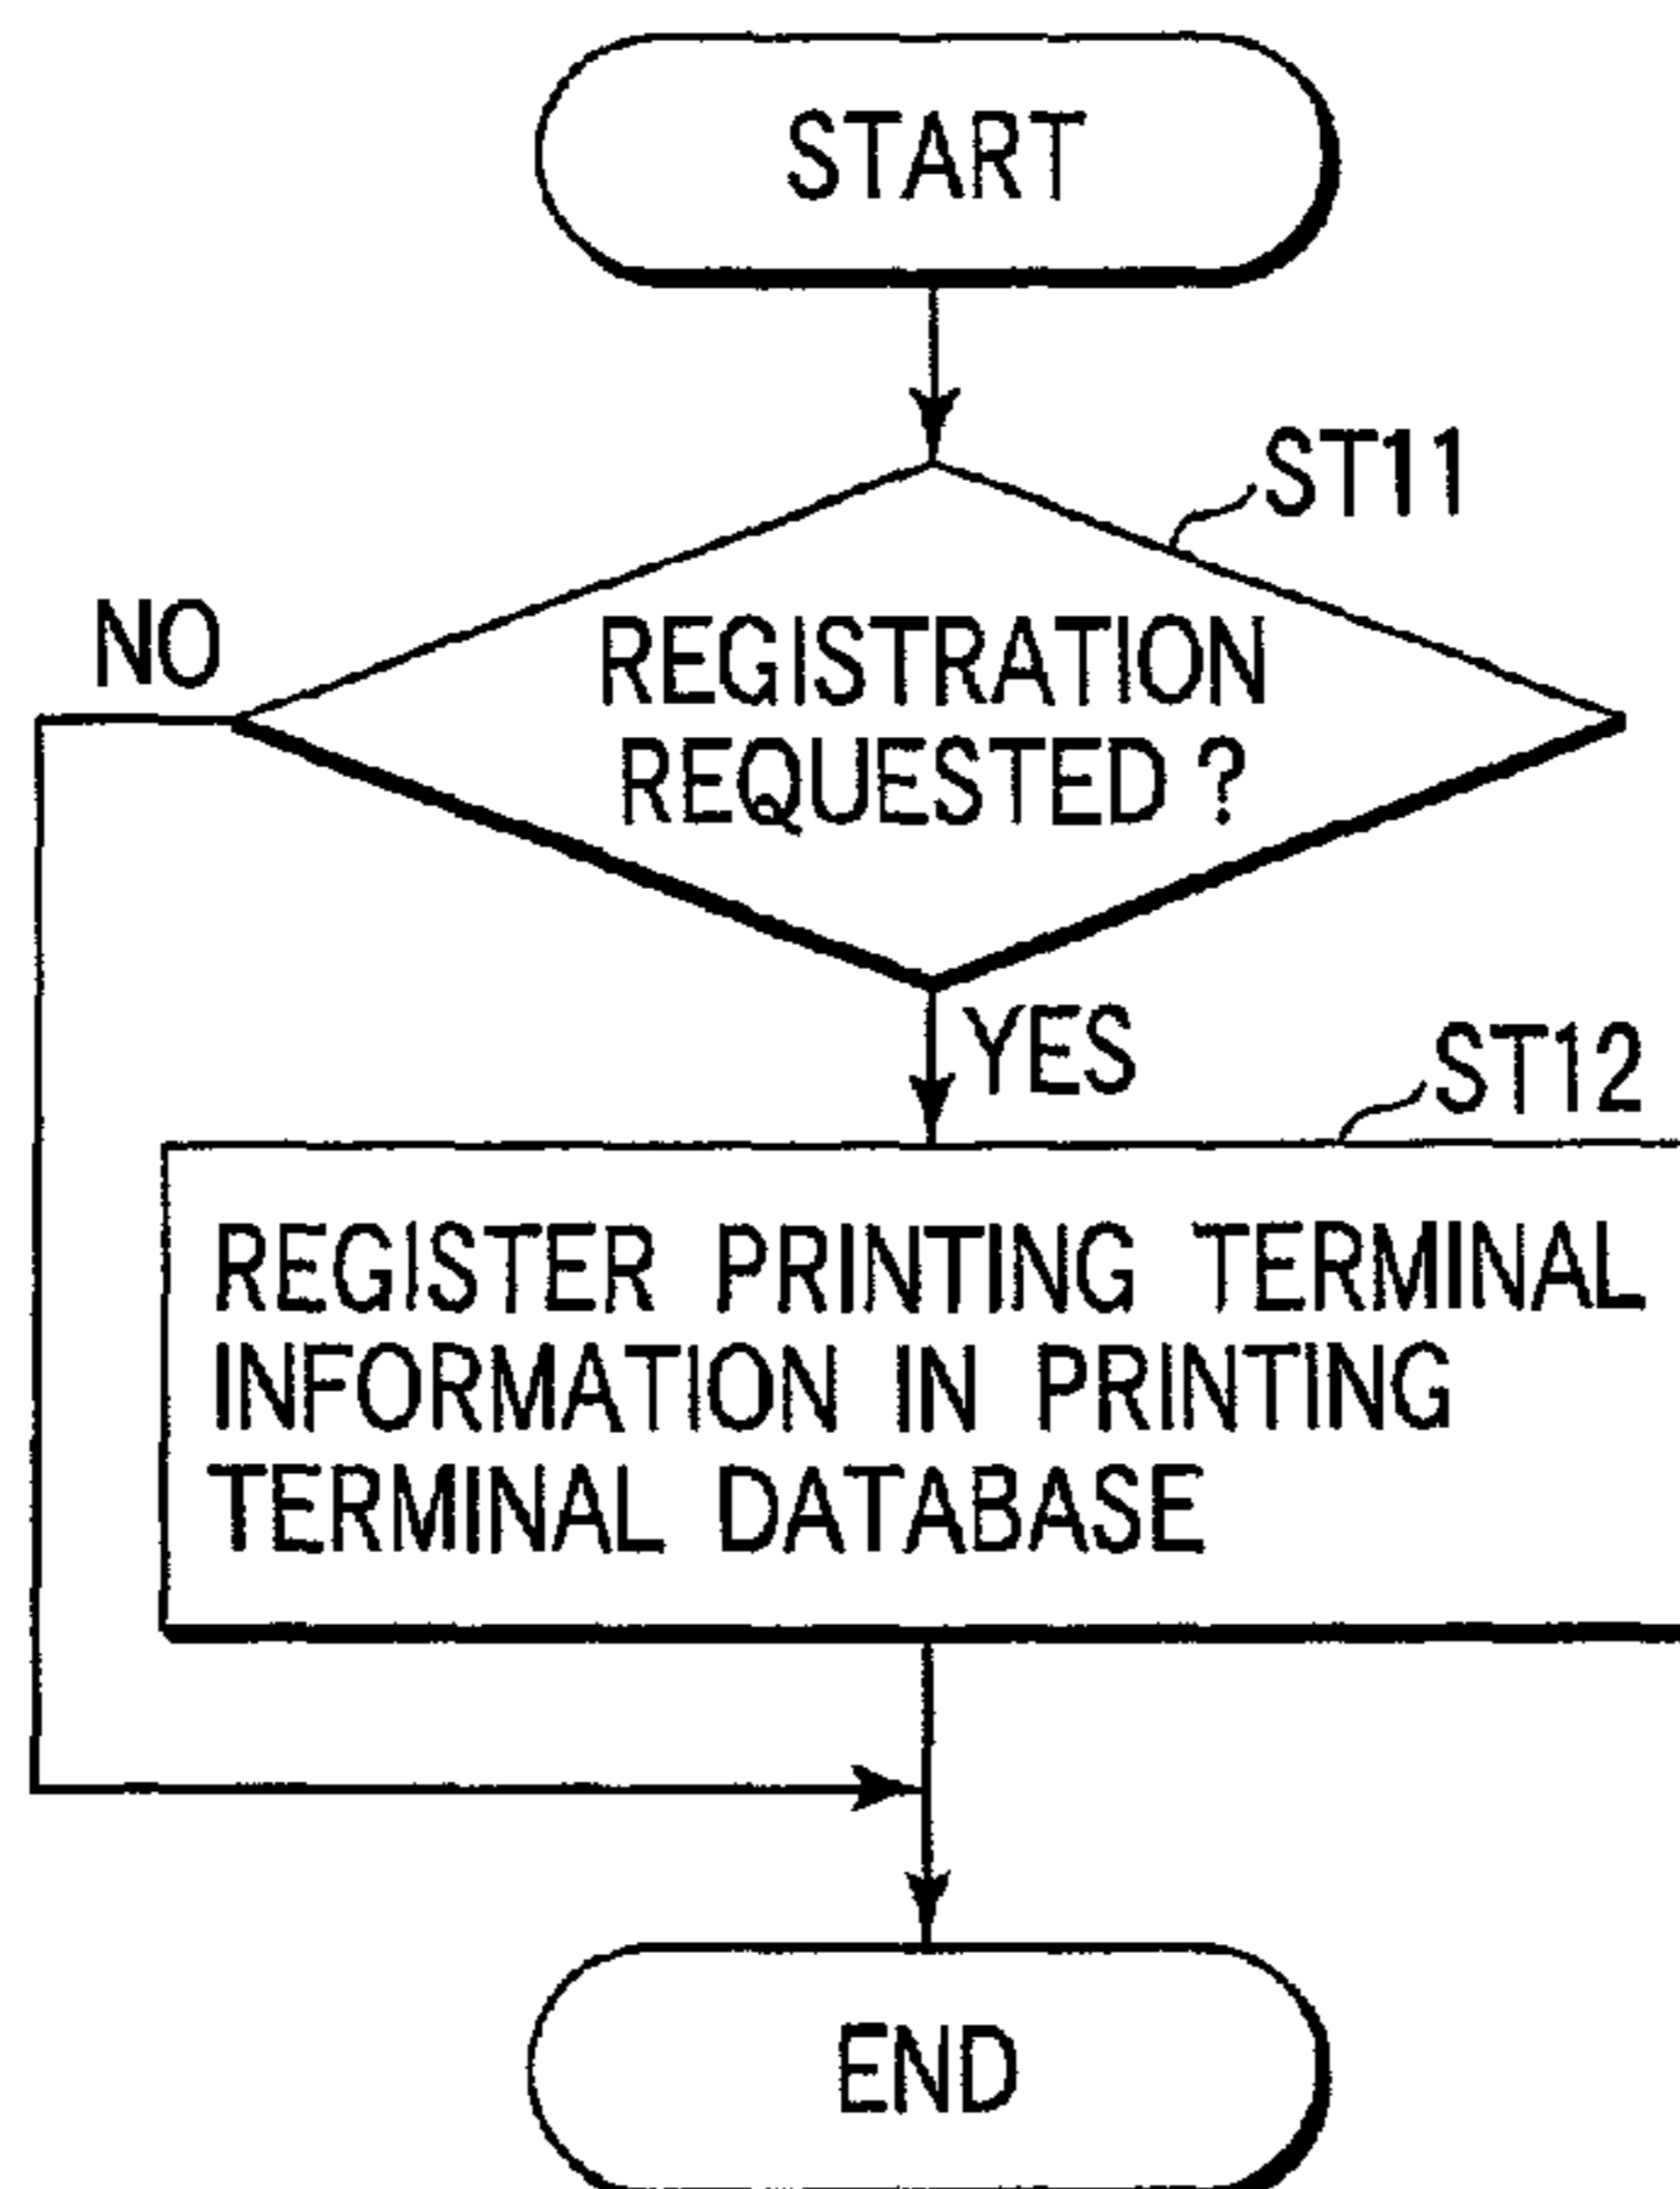 START
ST11
NO
REGISTRATION
REQUESTED ?
YES
ST12
REGISTER PRINTING TERMINAL
INFORMATION IN PRINTING
TERMINAL DATABASE
END